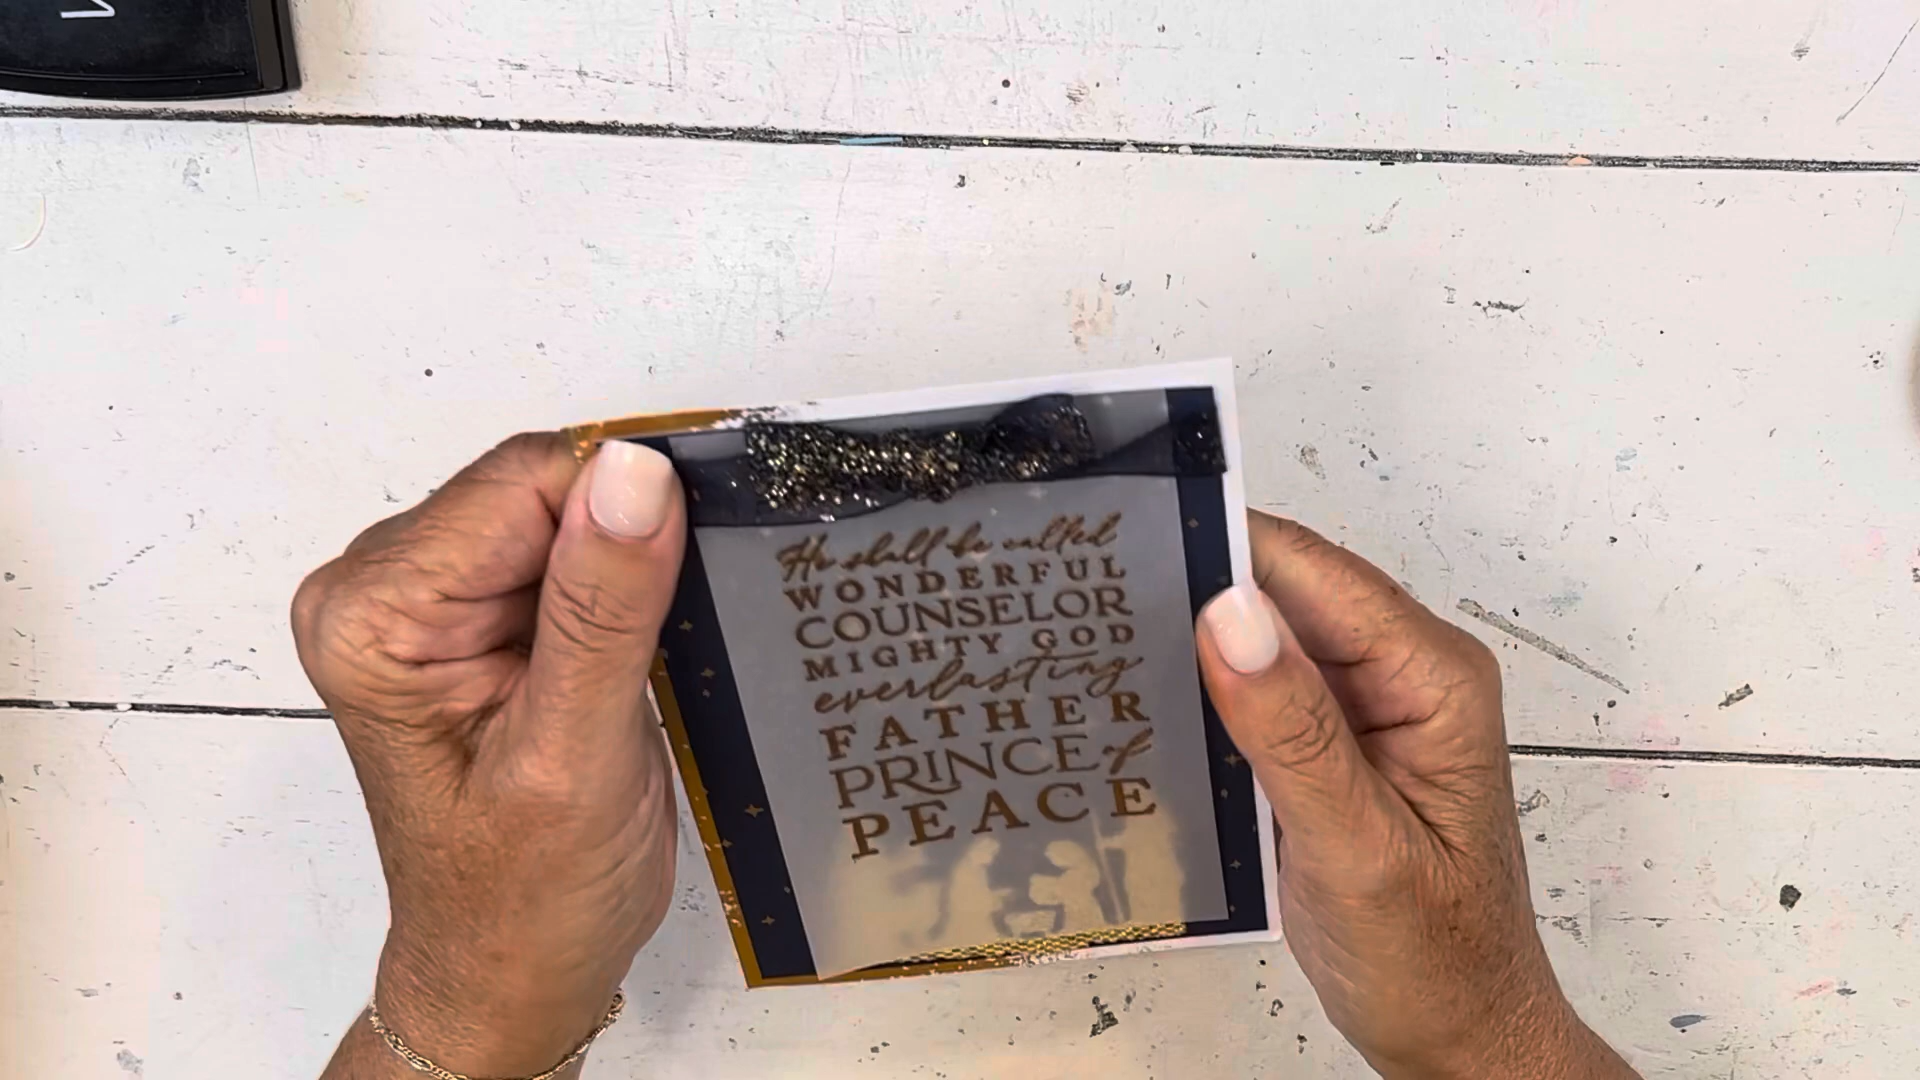 He shall be called
WONDERFUL
COUNSELOR
MIGHTY GOD
everlasting
FATHER
PRINCE of
PEACE